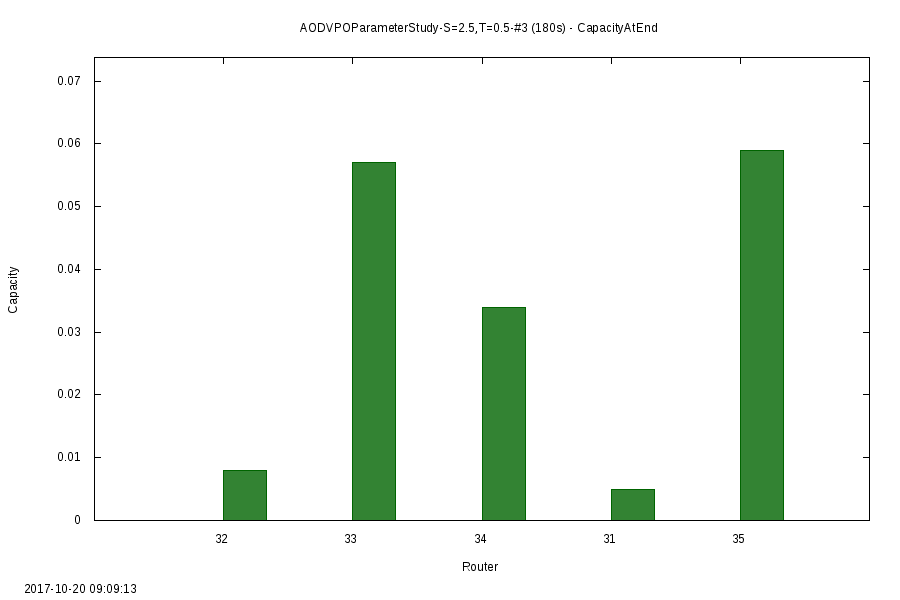 AODVPOParameterStudy-S=2.5,T=0.5-#3 (180s) - CapacityAtEnd
0.07
0.06
0.05
0.04
0.03
0.02
0.01
0
Capacity
32 33 34 31 35
Router
2017-10-20 09:09:13